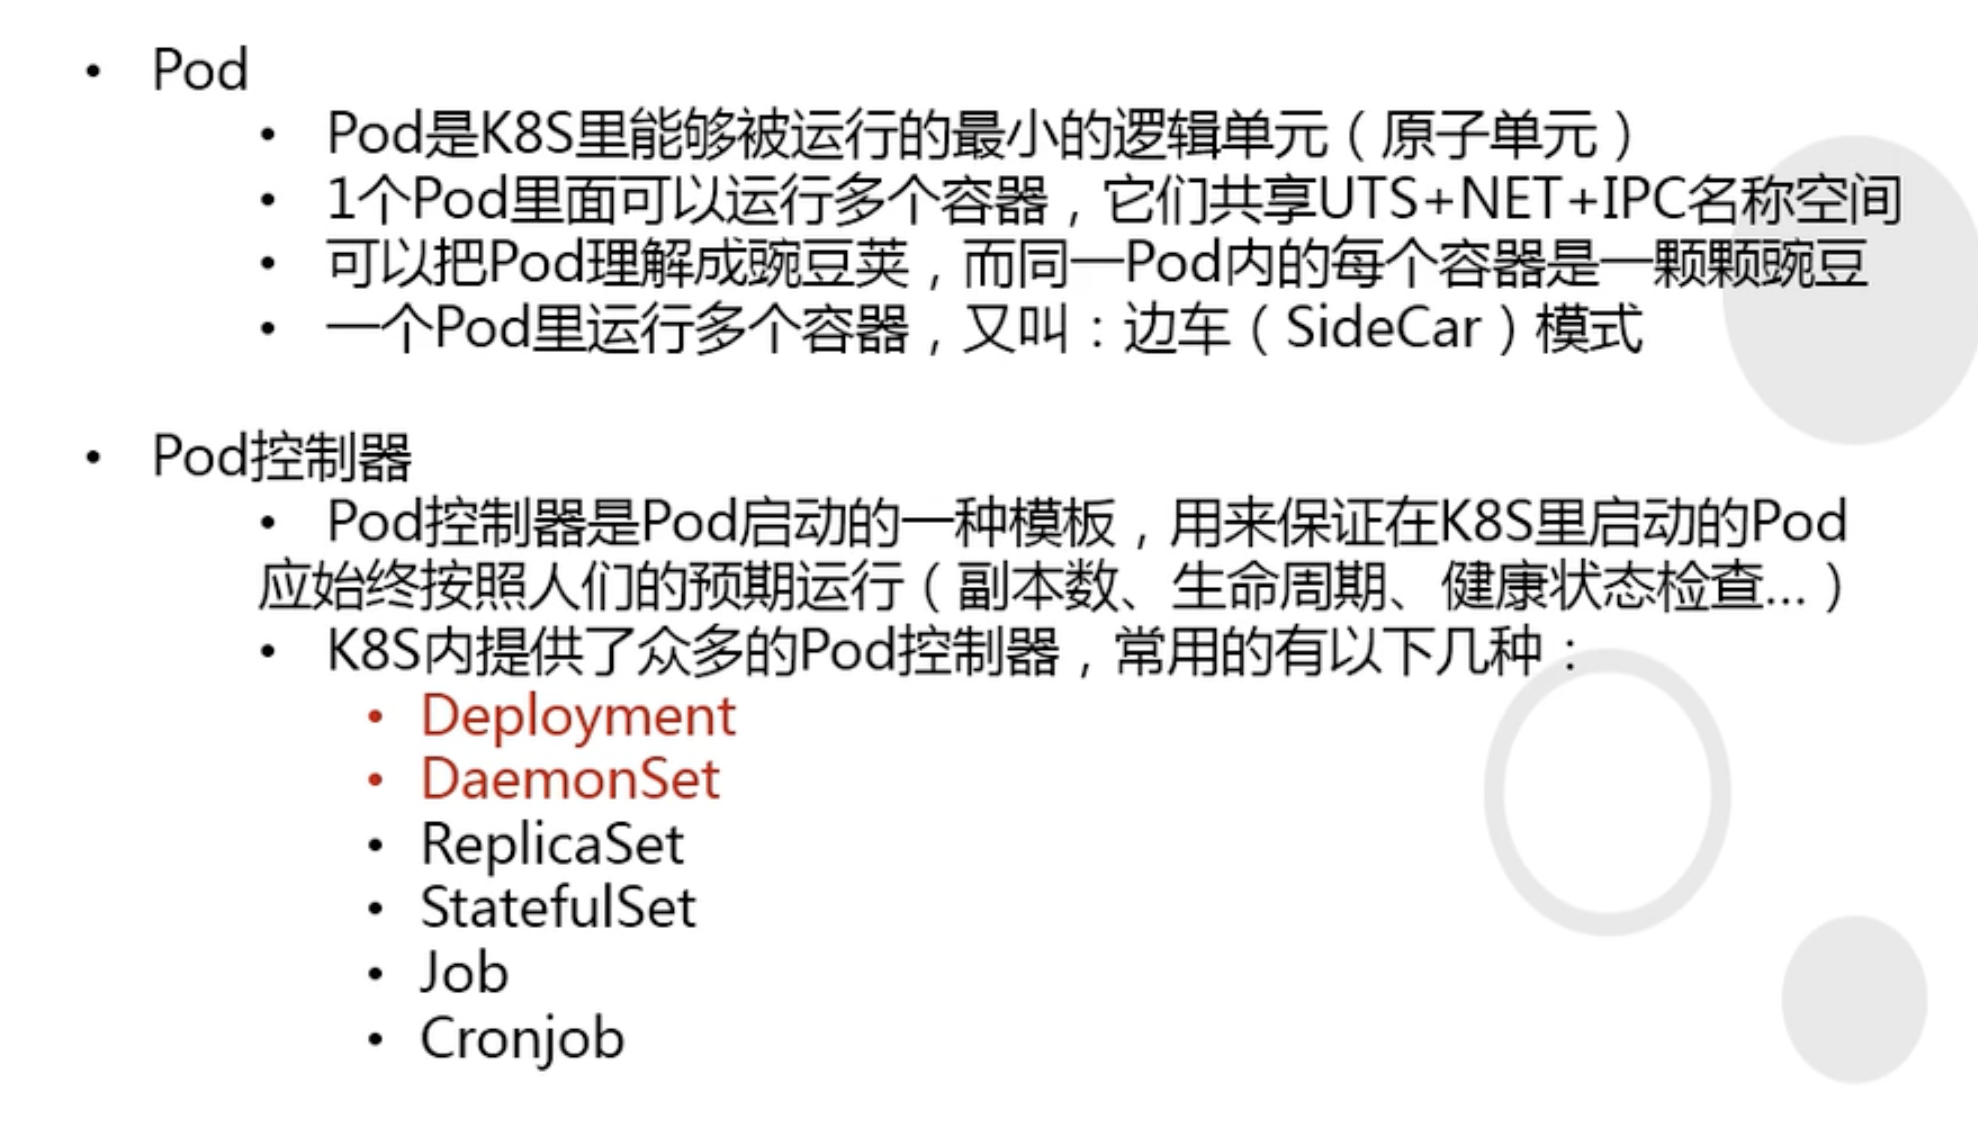 • Pod
• Pod是K8S里能够被运行的最小的逻辑单元（原子单元）
• 1个Pod里面可以运行多个容器，它们共享UTS+NET+IPC名称空间
• 可以把Pod理解成豌豆荚，而同一Pod内的每个容器是一颗颗豌豆
• 一个Pod里运行多个容器，又叫：边车（SideCar）模式
• Pod控制器
• Pod控制器是Pod启动的一种模板，用来保证在K8S里启动的Pod
应始终按照人们的预期运行（副本数、生命周期、健康状态检查...）
• K8S内提供了众多的Pod控制器，常用的有以下几种：
• Deployment
• DaemonSet
• ReplicaSet
• StatefulSet
• Job
• Cronjob